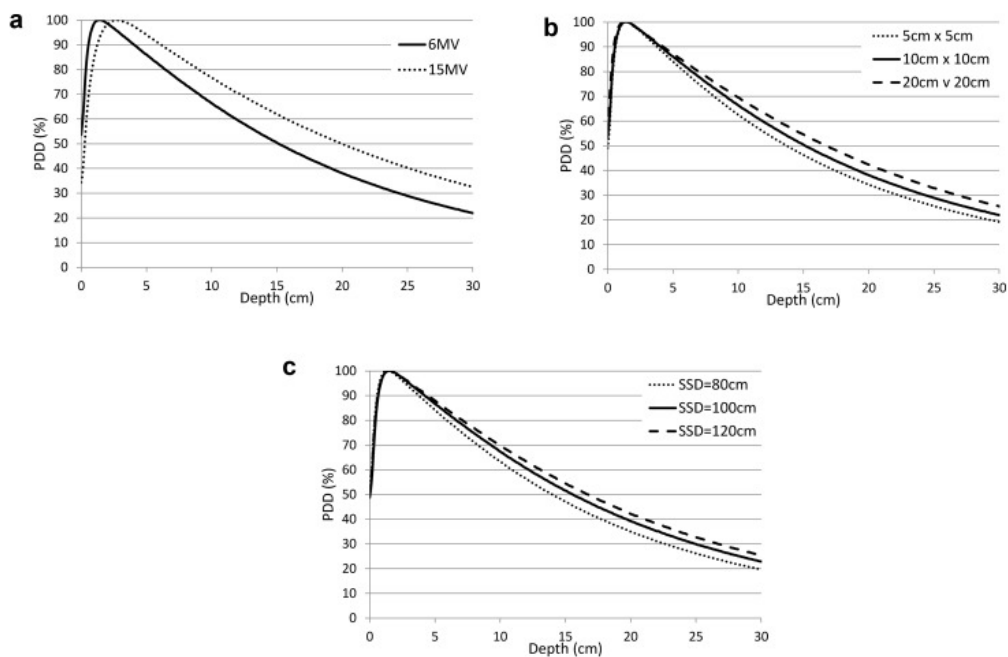 a
100
90
80
70
60
50
40
30
20
10
0
PDD (%)
0 5 10 15 20 25 30
Depth (cm)
6MV
15MV
b
100
90
80
70
60
50
40
30
20
10
0
PDD (%)
0 5 10 15 20 25 30
Depth (cm)
5cm x 5cm
10cm x 10cm
20cm v 20cm
c
100
90
80
70
60
50
40
30
20
10
0
PDD (%)
0 5 10 15 20 25 30
Depth (cm)
SSD=80cm
SSD=100cm
SSD=120cm